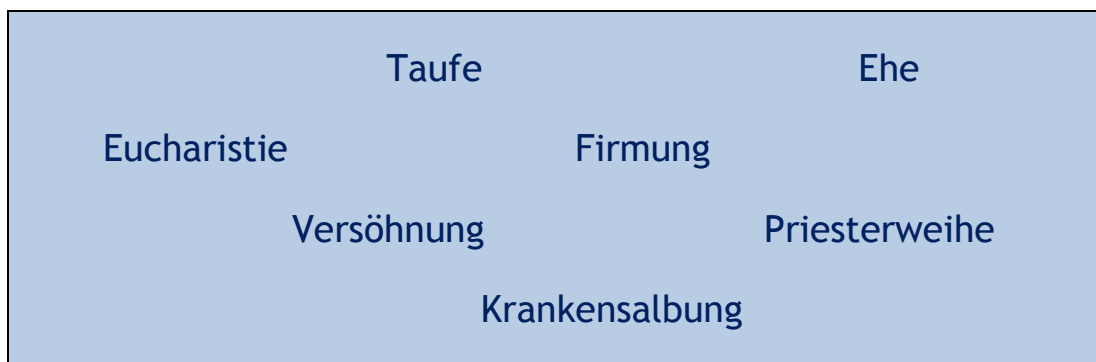 Taufe Ehe
Eucharistie Firmung
Versöhnung Priesterweihe
Krankensalbung